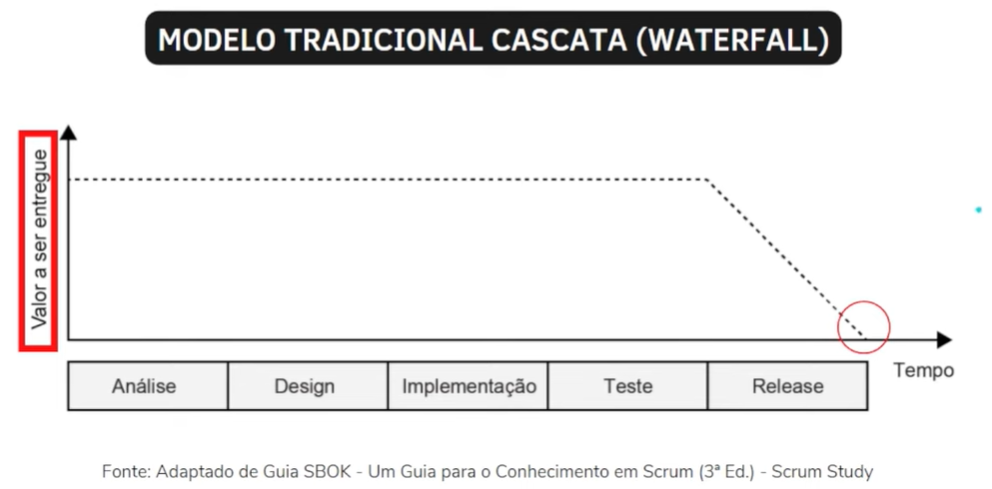 MODELO TRADICIONAL CASCATA (WATERFALL)
Valor a ser entregue
Tempo
Análise
Design
Implementação
Teste
Release
Fonte: Adaptado de Guia SBOK - Um Guia para o Conhecimento em Scrum (3ª Ed.) - Scrum Study